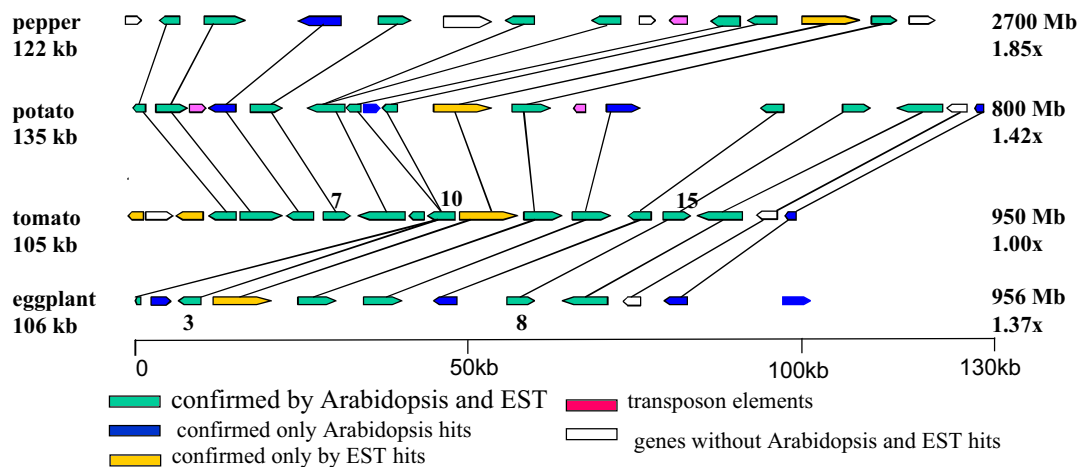 pepper 2700 Mb
122 kb 1.85x
potato 800 Mb
135 kb 1.42x
7 10 15
tomato 950 Mb
105 kb 1.00x
eggplant 956 Mb
106 kb 3 8 1.37x
0 50kb 100kb 130kb
confirmed by Arabidopsis and EST transposon elements
confirmed only Arabidopsis hits genes without Arabidopsis and EST hits
confirmed only by EST hits